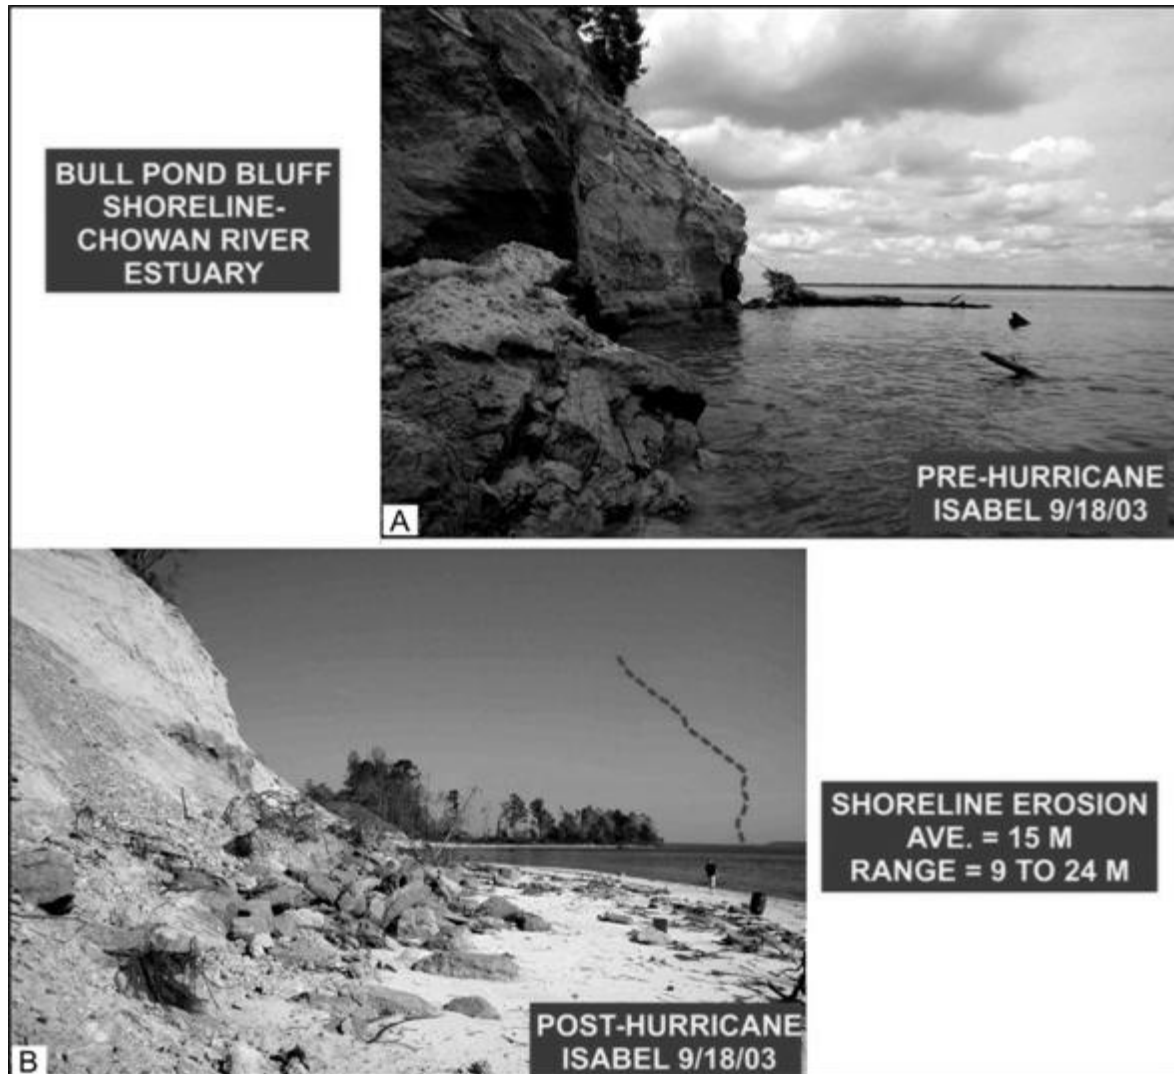 BULL POND BLUFF
SHORELINE-
CHOWAN RIVER
ESTUARY
PRE-HURRICANE
ISABEL 9/18/03
A
SHORELINE EROSION
AVE. = 15 M
RANGE = 9 TO 24 M
POST-HURRICANE
ISABEL 9/18/03
B